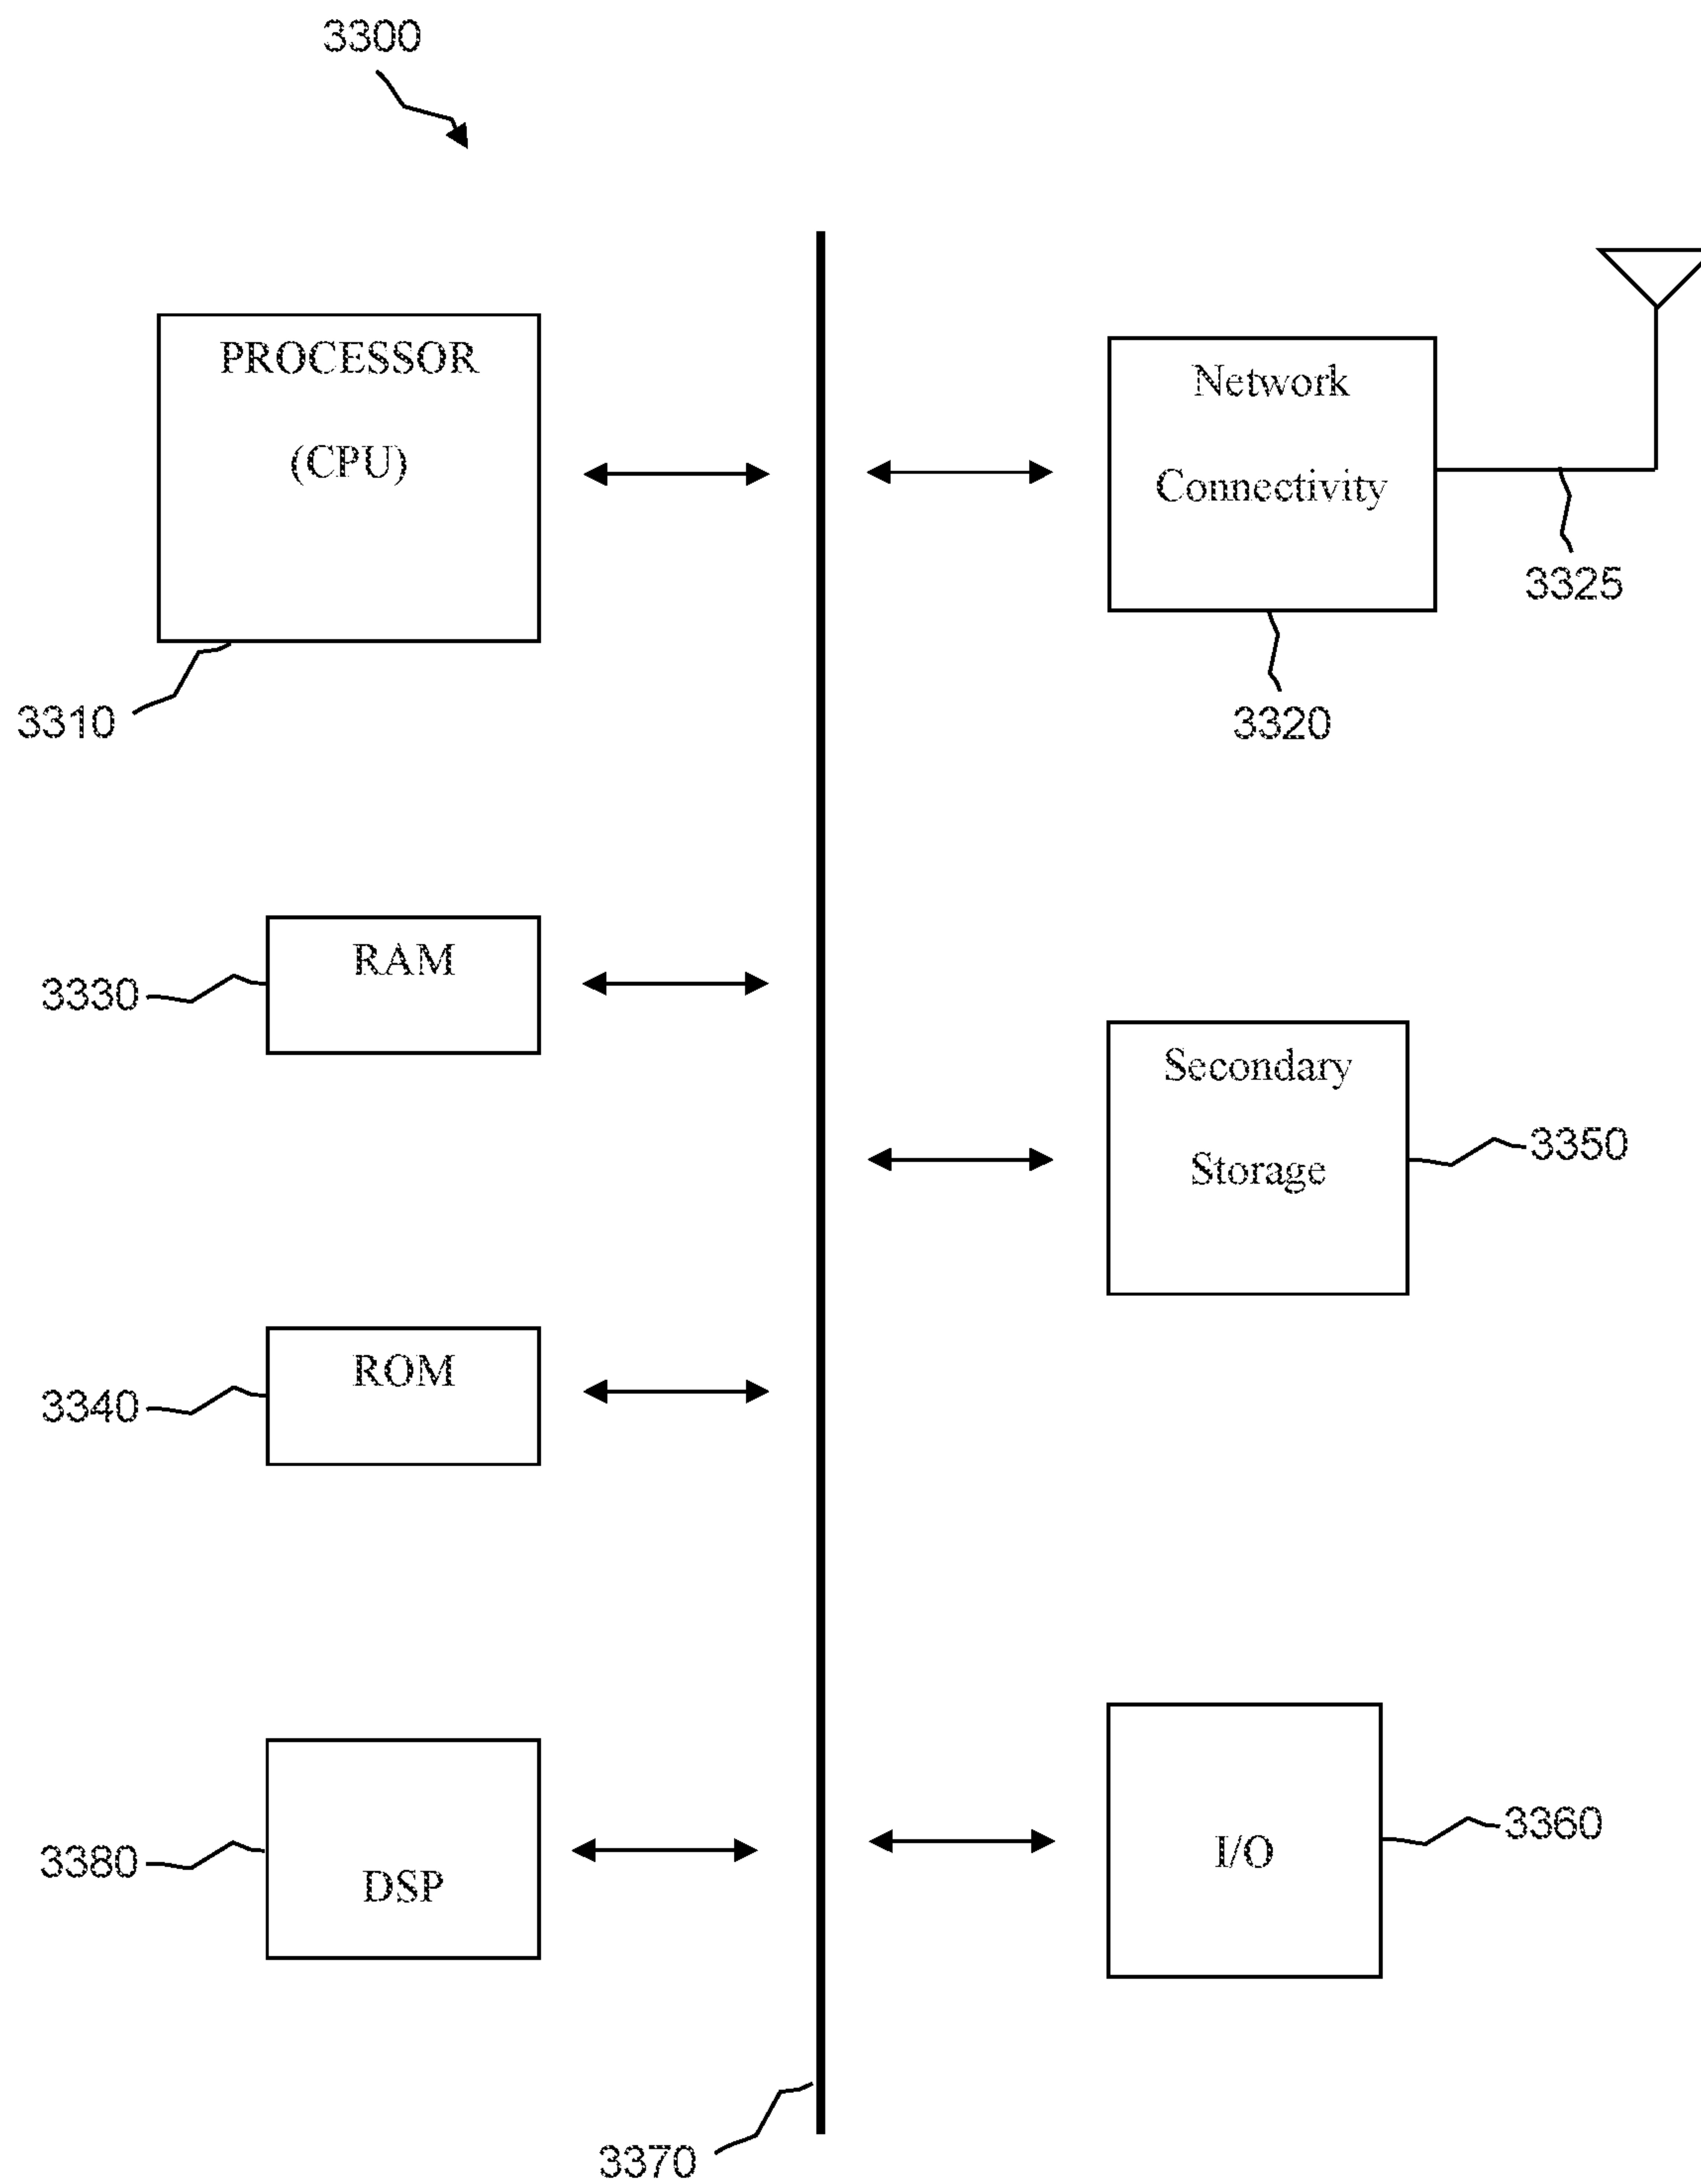 3300
PROCESSOR
(CPU)
Network
Connectivity
3325
3310
3320
RAM
3330
Secondary
Storage
3350
ROM
3340
DSP
3380
I/O
3360
3370